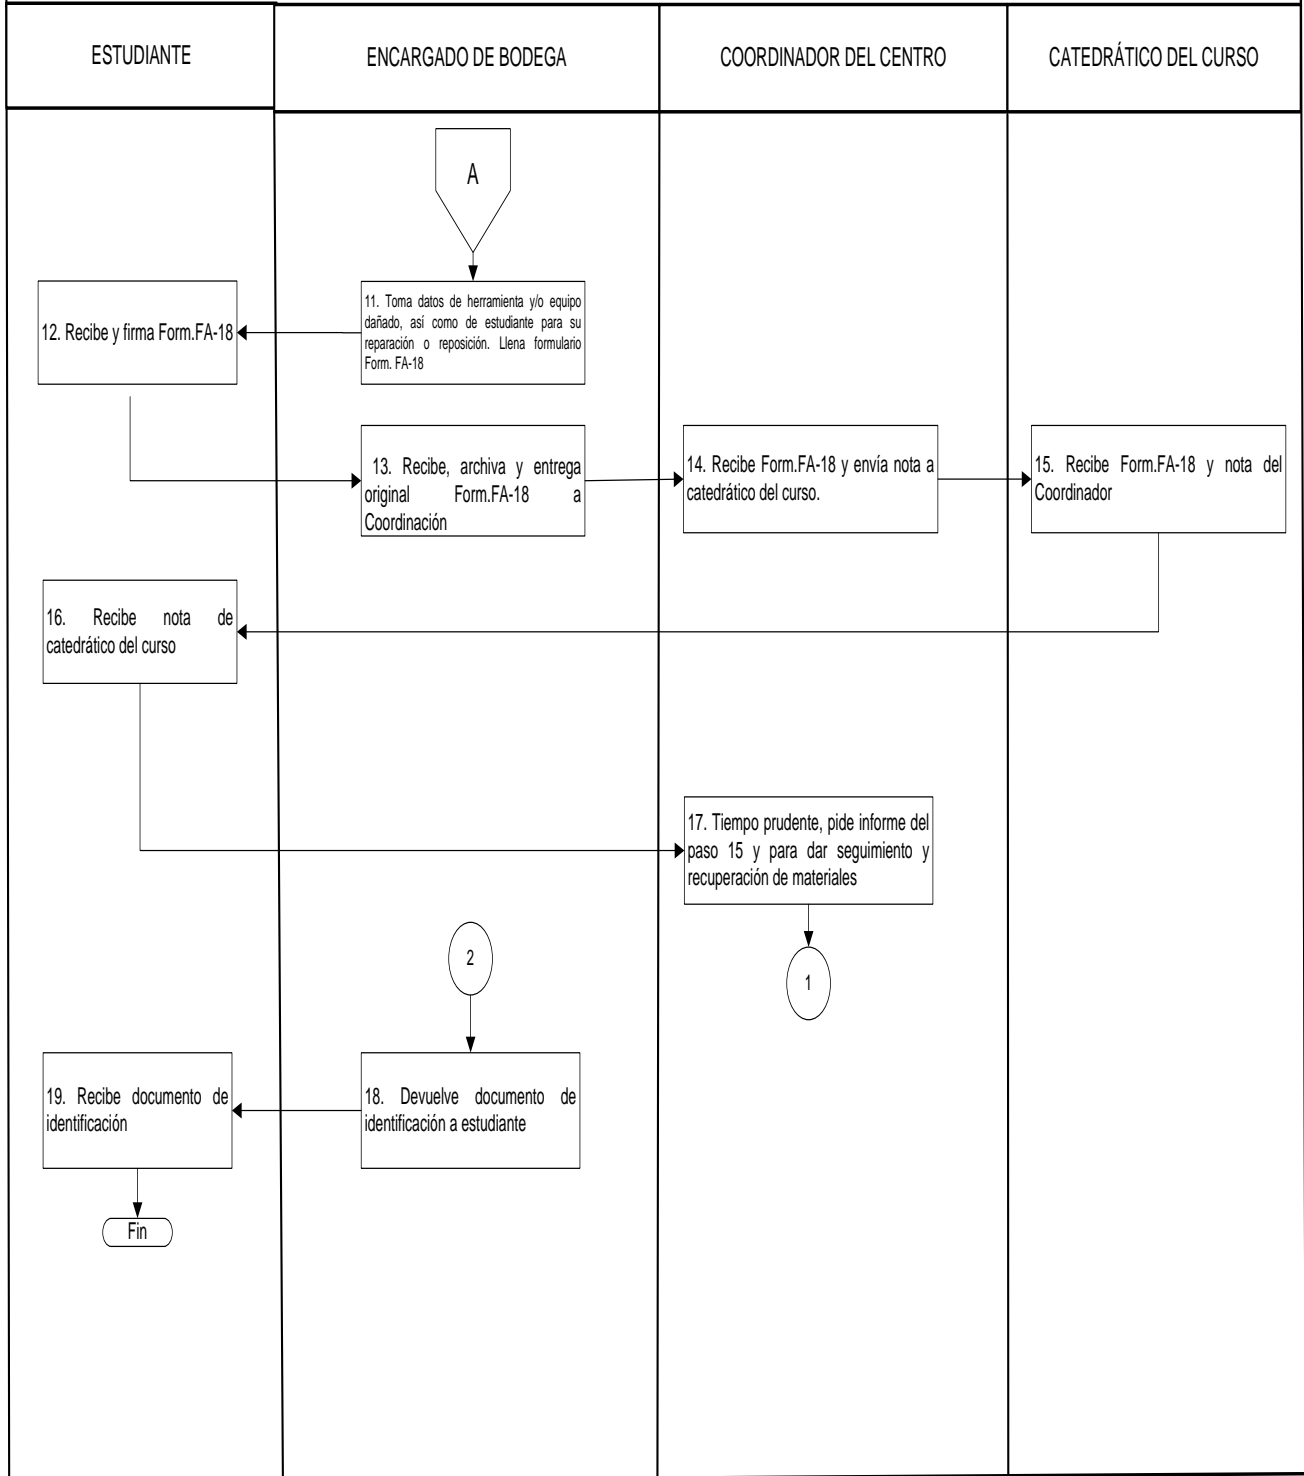 ESTUDIANTE
ENCARGADO DE BODEGA
COORDINADOR DEL CENTRO
CATEDRÁTICO DEL CURSO
A
11. Toma datos de herramienta y/o equipo
dañado, así como de estudiante para su
reparación o reposición. Llena formulario
Form. FA-18
12. Recibe y firma Form.FA-18
13. Recibe, archiva y entrega
original Form.FA-18 a
Coordinación
14. Recibe Form.FA-18 y envía nota a
catedrático del curso.
15. Recibe Form.FA-18 y nota del
Coordinador
16. Recibe nota de
catedrático del curso
17. Tiempo prudente, pide informe del
paso 15 y para dar seguimiento y
recuperación de materiales
2
1
18. Devuelve documento de
identificación a estudiante
19. Recibe documento de
identificación
Fin